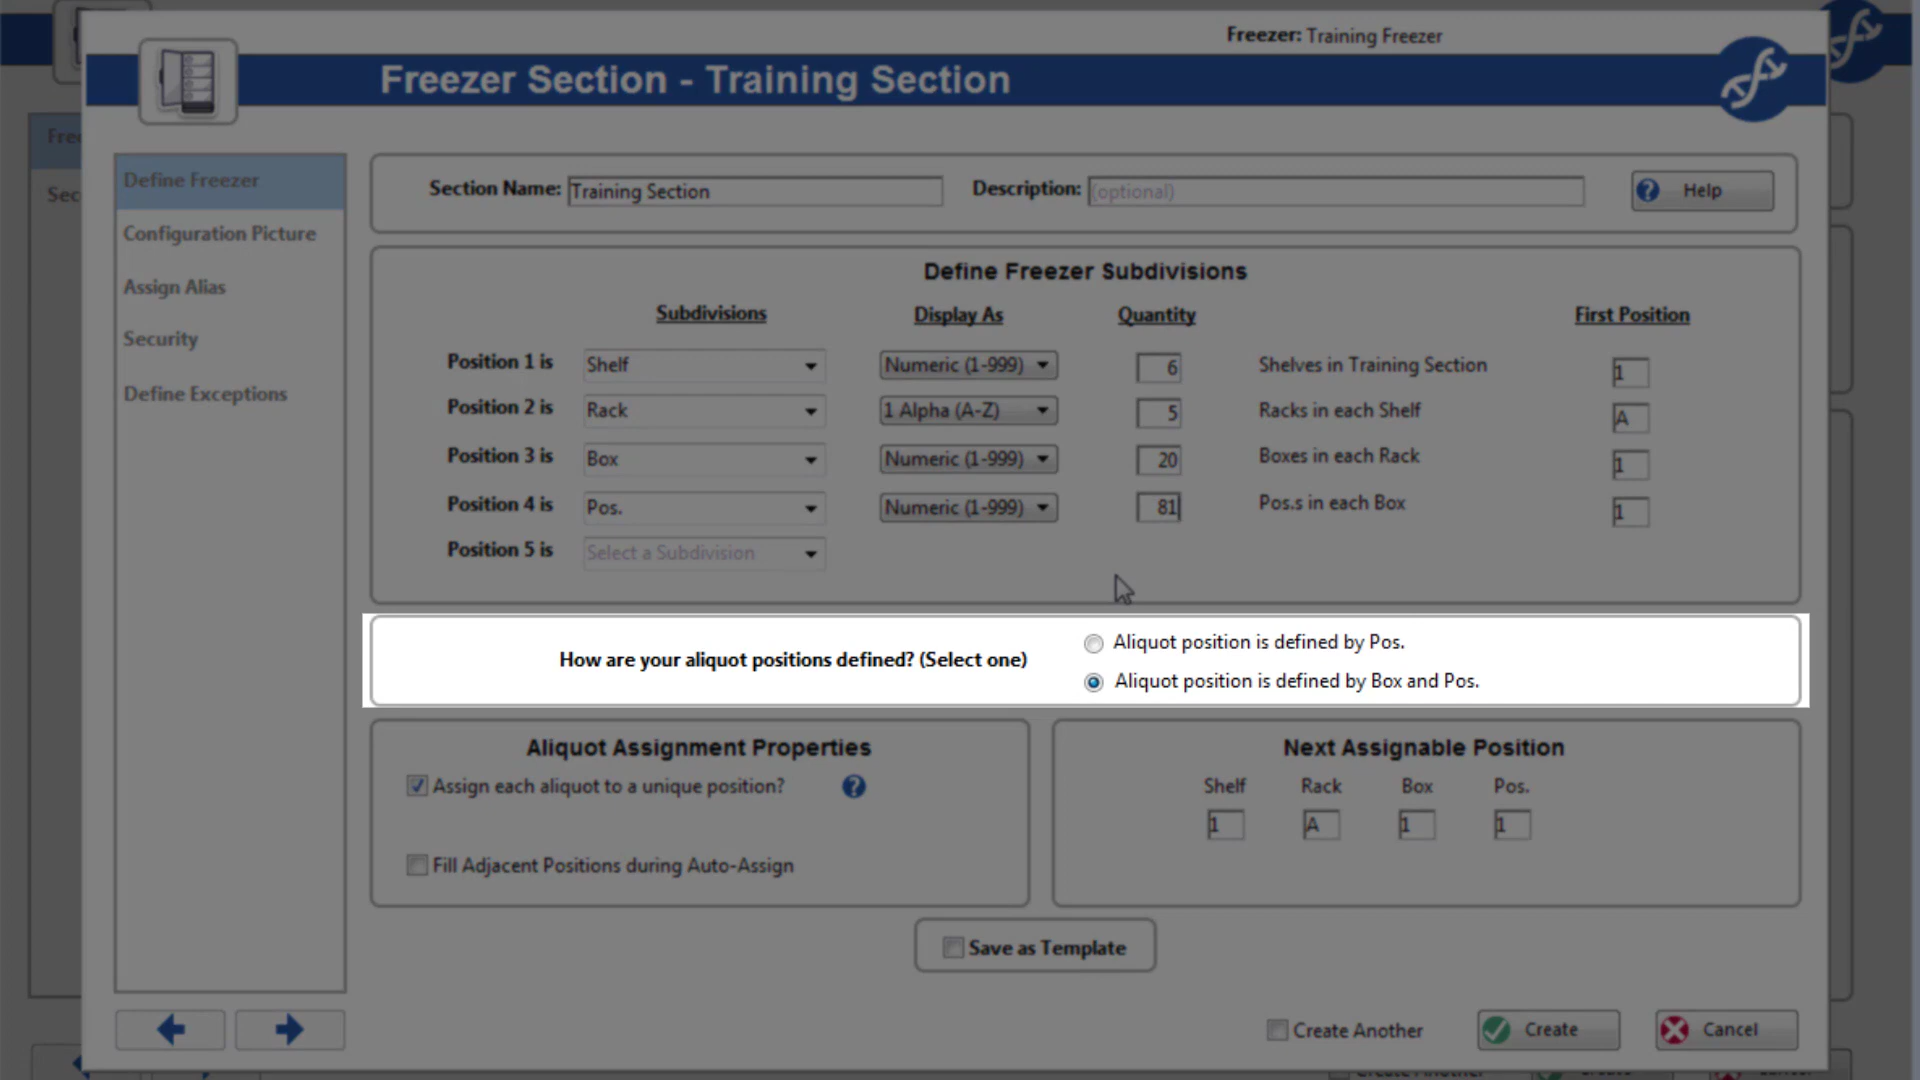 Freezer: Training Freezer
Freezer Section - Training Section
Define Freezer
Configuration Picture
Assign Alias
Security
Define Exceptions
Section Name: Training Section Description: (optional) Help
Define Freezer Subdivisions
Subdivisions Display As Quantity First Position
Position 1 is Shelf Numeric (1-999) 6 Shelves in Training Section 1
Position 2 is Rack 1 Alpha (A-Z) 5 Racks in each Shelf A
Position 3 is Box Numeric (1-999) 20 Boxes in each Rack 1
Position 4 is Pos. Numeric (1-999) 81 Pos.s in each Box 1
Position 5 is Select a Subdivision
How are your aliquot positions defined? (Select one)
Aliquot position is defined by Pos.
Aliquot position is defined by Box and Pos.
Aliquot Assignment Properties
Assign each aliquot to a unique position?
Fill Adjacent Positions during Auto-Assign
Next Assignable Position
Shelf Rack Box Pos.
1 A 1 1
Save as Template
Create Another Create Cancel